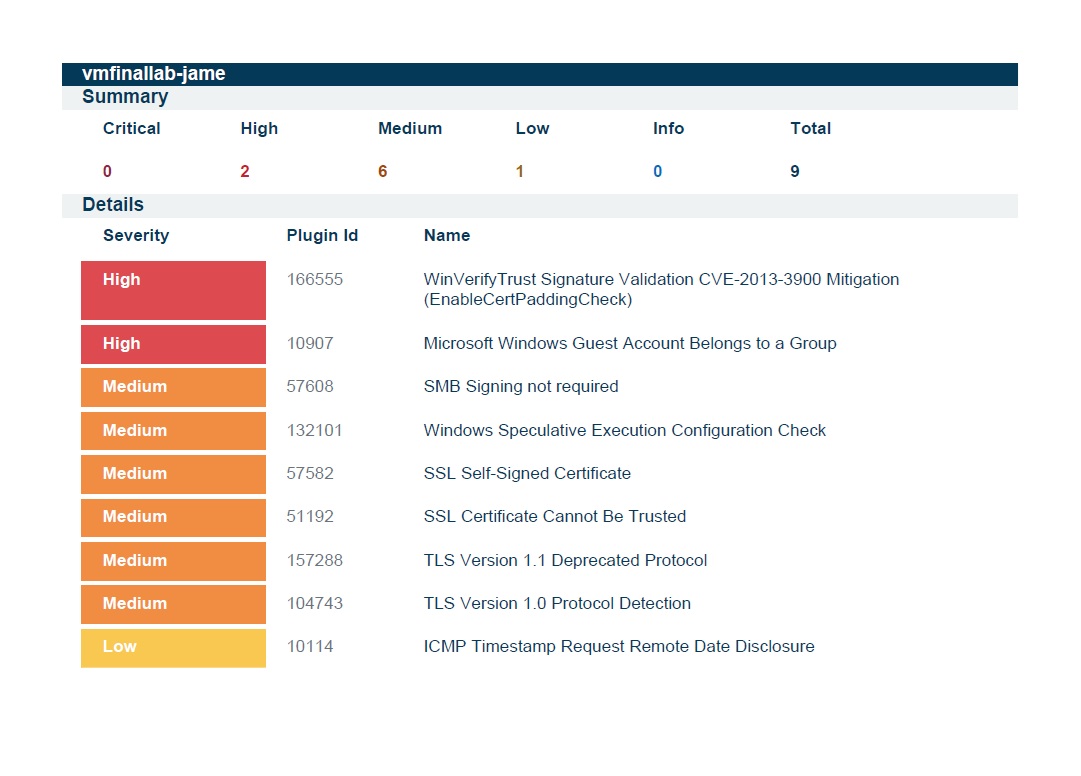 vmfinallab-jame
Summary
Critical High Medium Low Info Total
0 2 6 1 0 9
Details
Severity Plugin Id Name
High 166555 WinVerifyTrust Signature Validation CVE-2013-3900 Mitigation
(EnableCertPaddingCheck)
High 10907 Microsoft Windows Guest Account Belongs to a Group
Medium 57608 SMB Signing not required
Medium 132101 Windows Speculative Execution Configuration Check
Medium 57582 SSL Self-Signed Certificate
Medium 51192 SSL Certificate Cannot Be Trusted
Medium 157288 TLS Version 1.1 Deprecated Protocol
Medium 104743 TLS Version 1.0 Protocol Detection
Low 10114 ICMP Timestamp Request Remote Date Disclosure